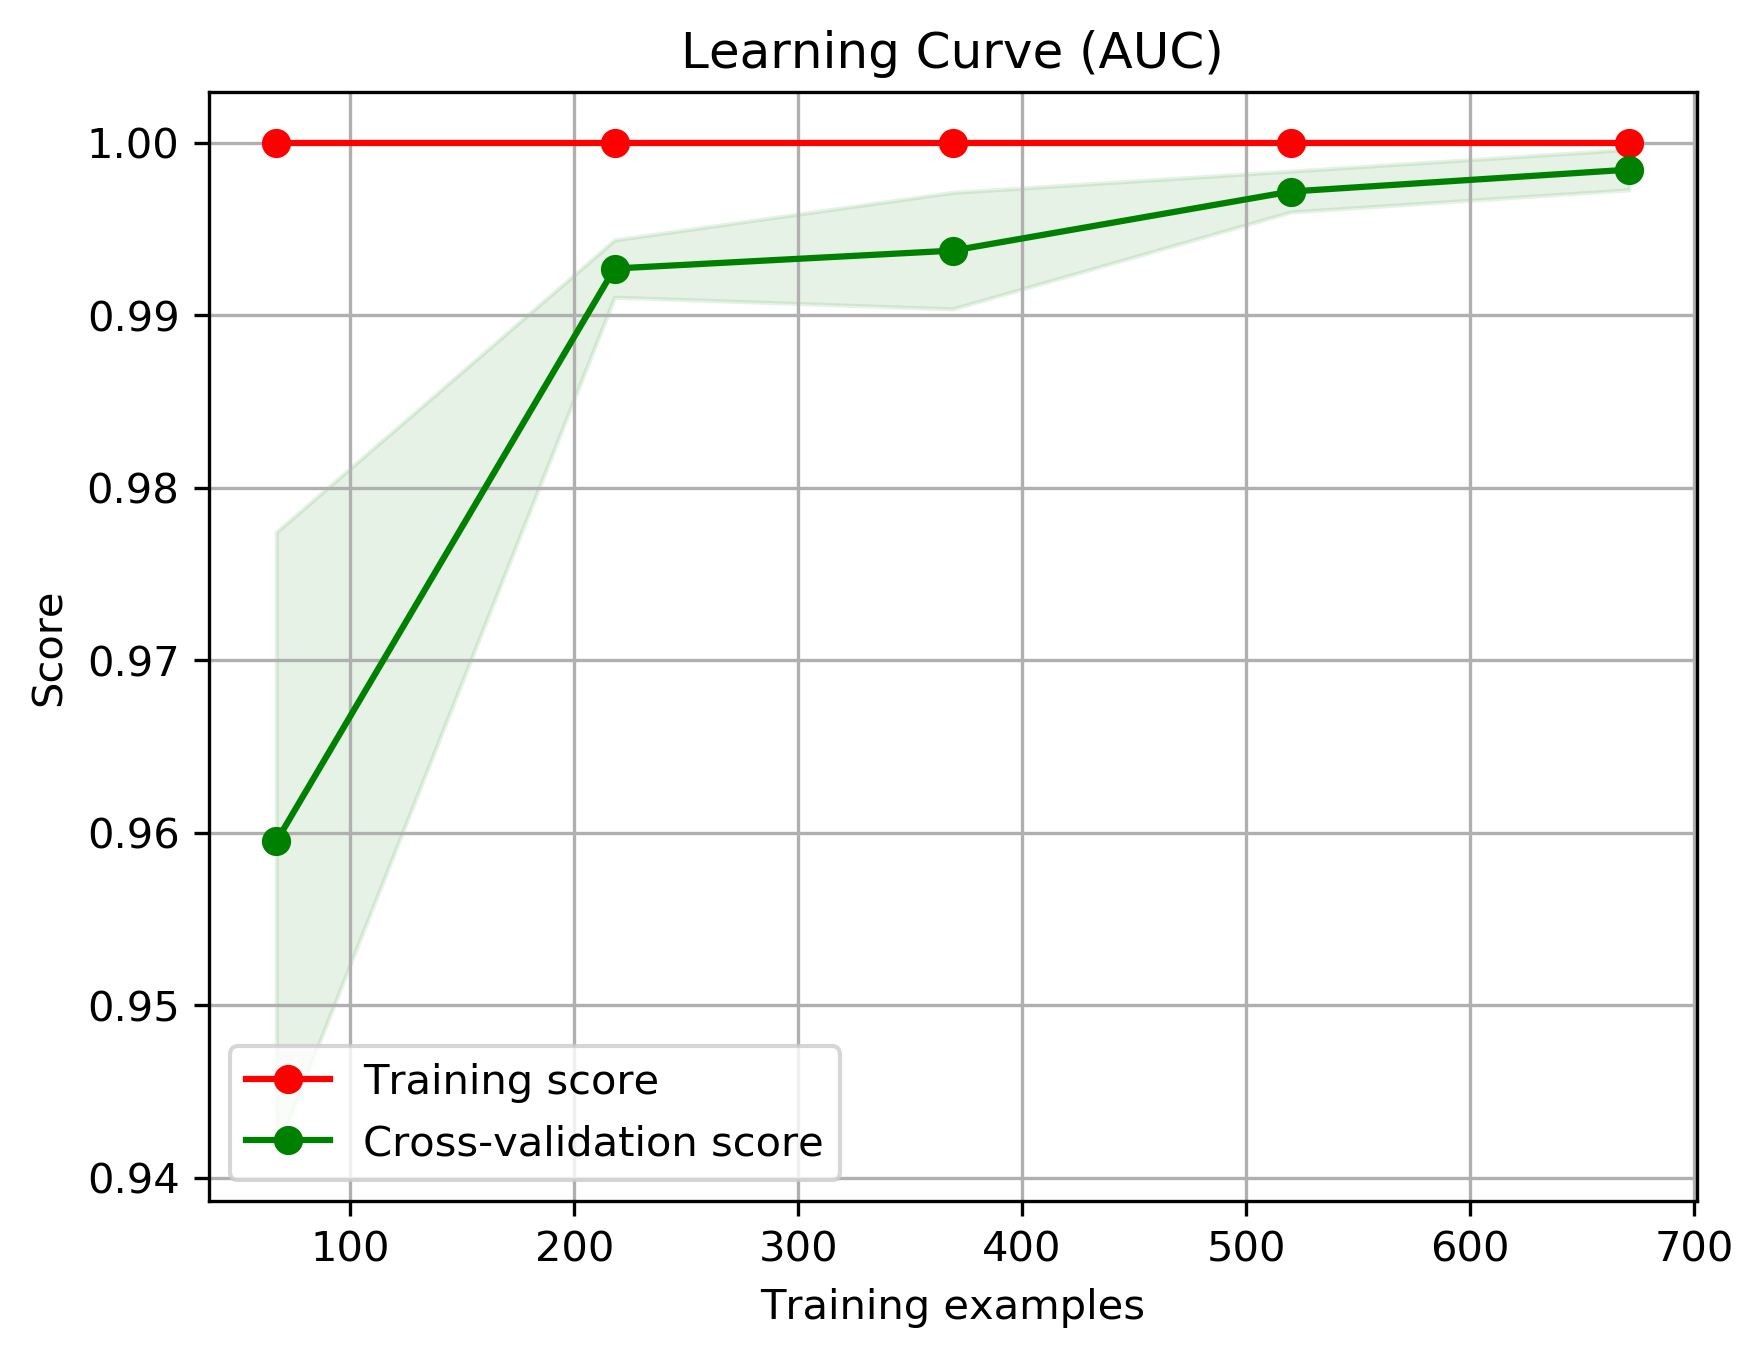 Learning Curve (AUC)
1.00
0.99
0.98
0.97
0.96
0.95
0.94
Score
Training score
Cross-validation score
100 200 300 400 500 600 700
Training examples